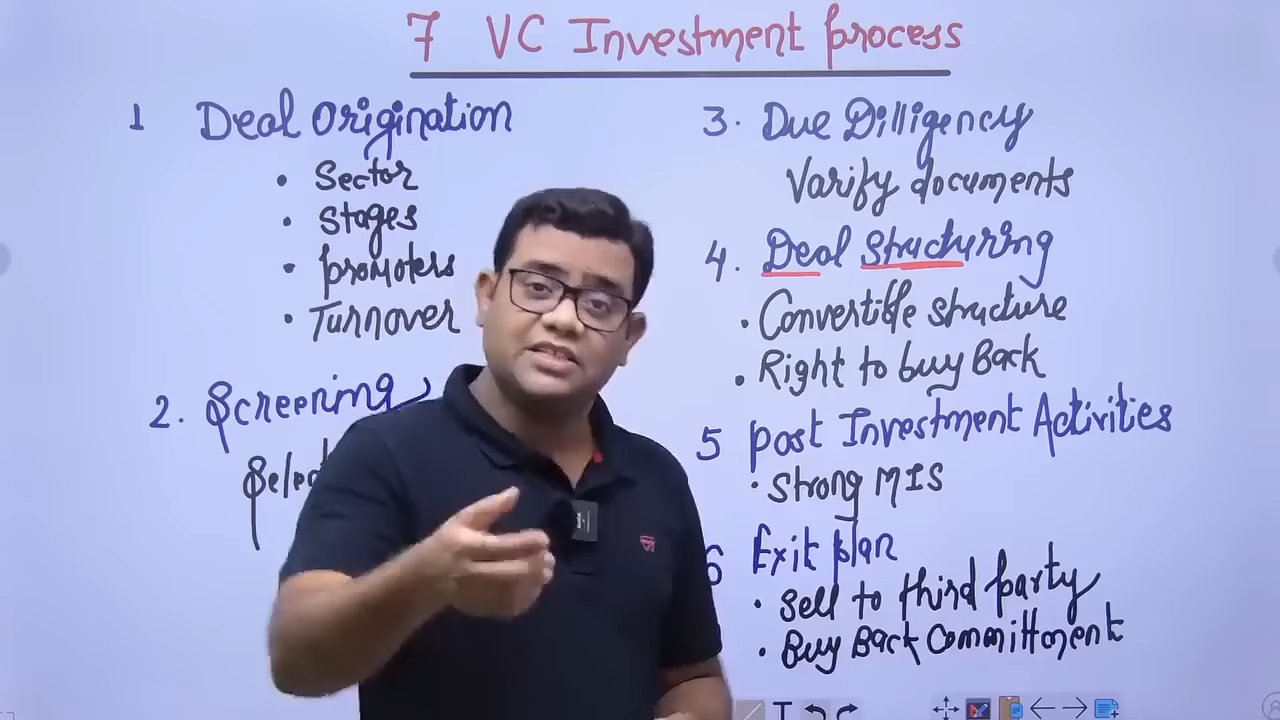 7 VC Investment process
1 Deal Origination
• Sector
• Stages
• promoters
• Turnover
2. Screening
3. Due Dilligency
Varify documents
4. Deal Structuring
• Convertible structure
• Right to buy Back
5 post Investment Activities
• Strong MIS
6 Exit plan
• Sell to third party
• Buy Back Committment